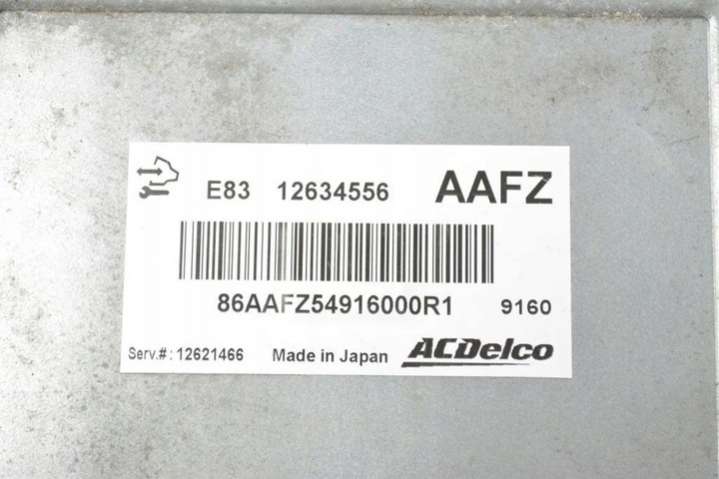 E83 12634556 AAFZ
86AAFZ54916000R1 9160
Serv.#: 12621466 Made in Japan ACDelco